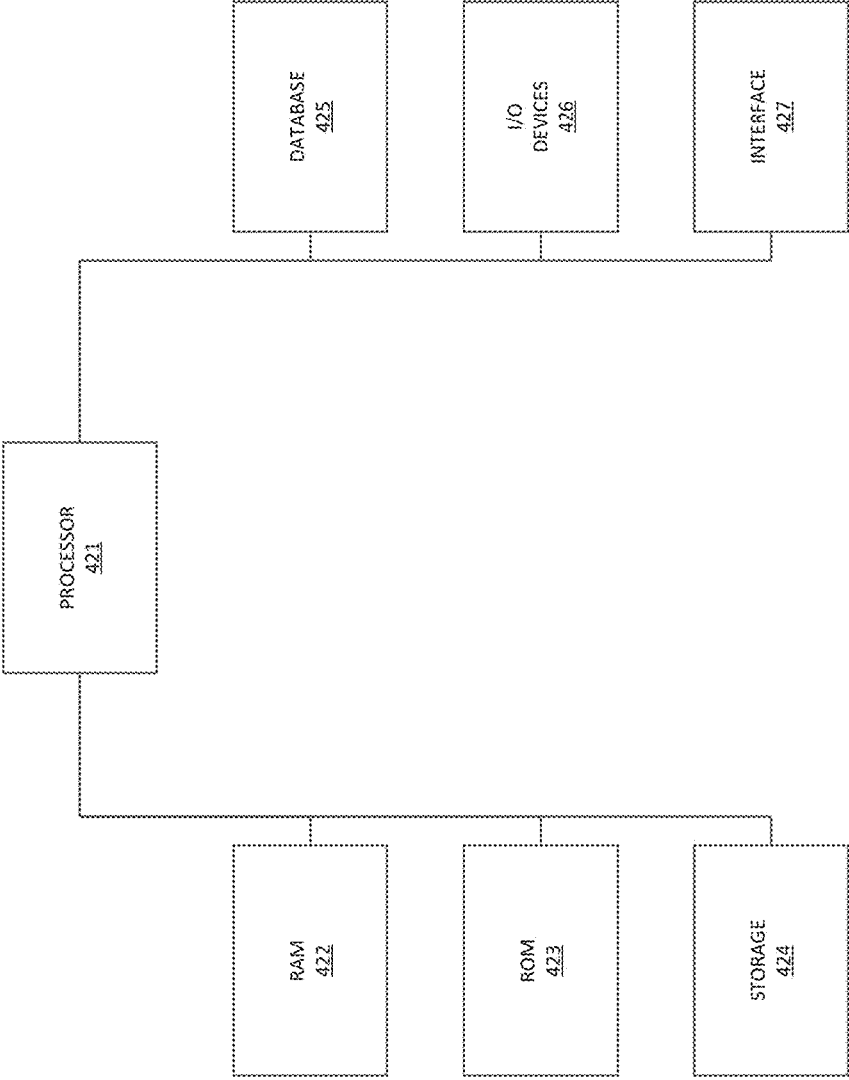 PROCESSOR
421
RAM
422
DATABASE
425
ROM
423
I/O
DEVICES
426
STORAGE
424
INTERFACE
427